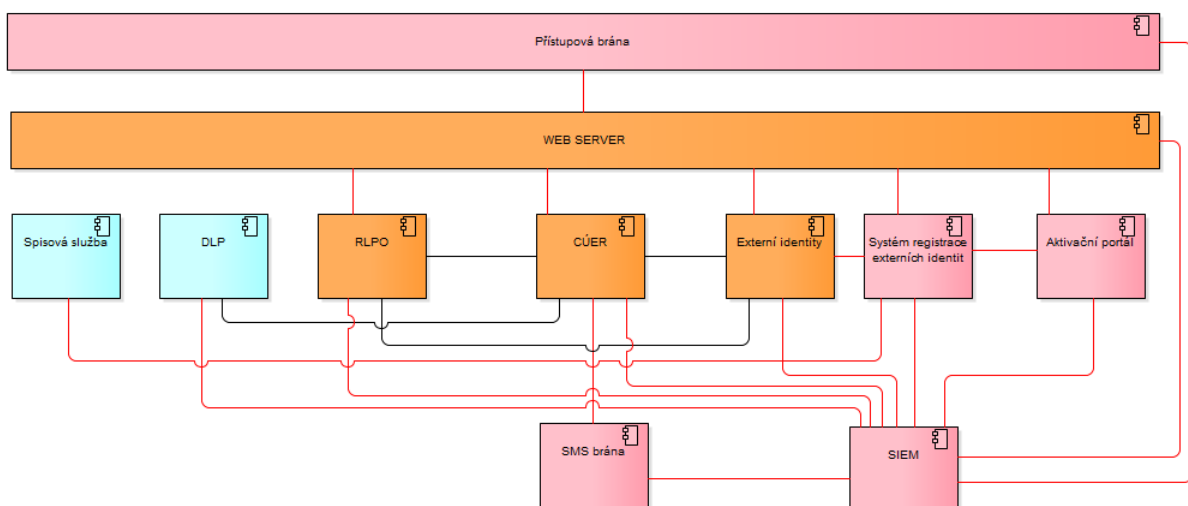 Přístupová brána
WEB SERVER
Spisová služba
DLP
RLPO
CÚER
Externí identity
Systém registrace
externích identit
Aktivační portál
SMS brána
SIEM